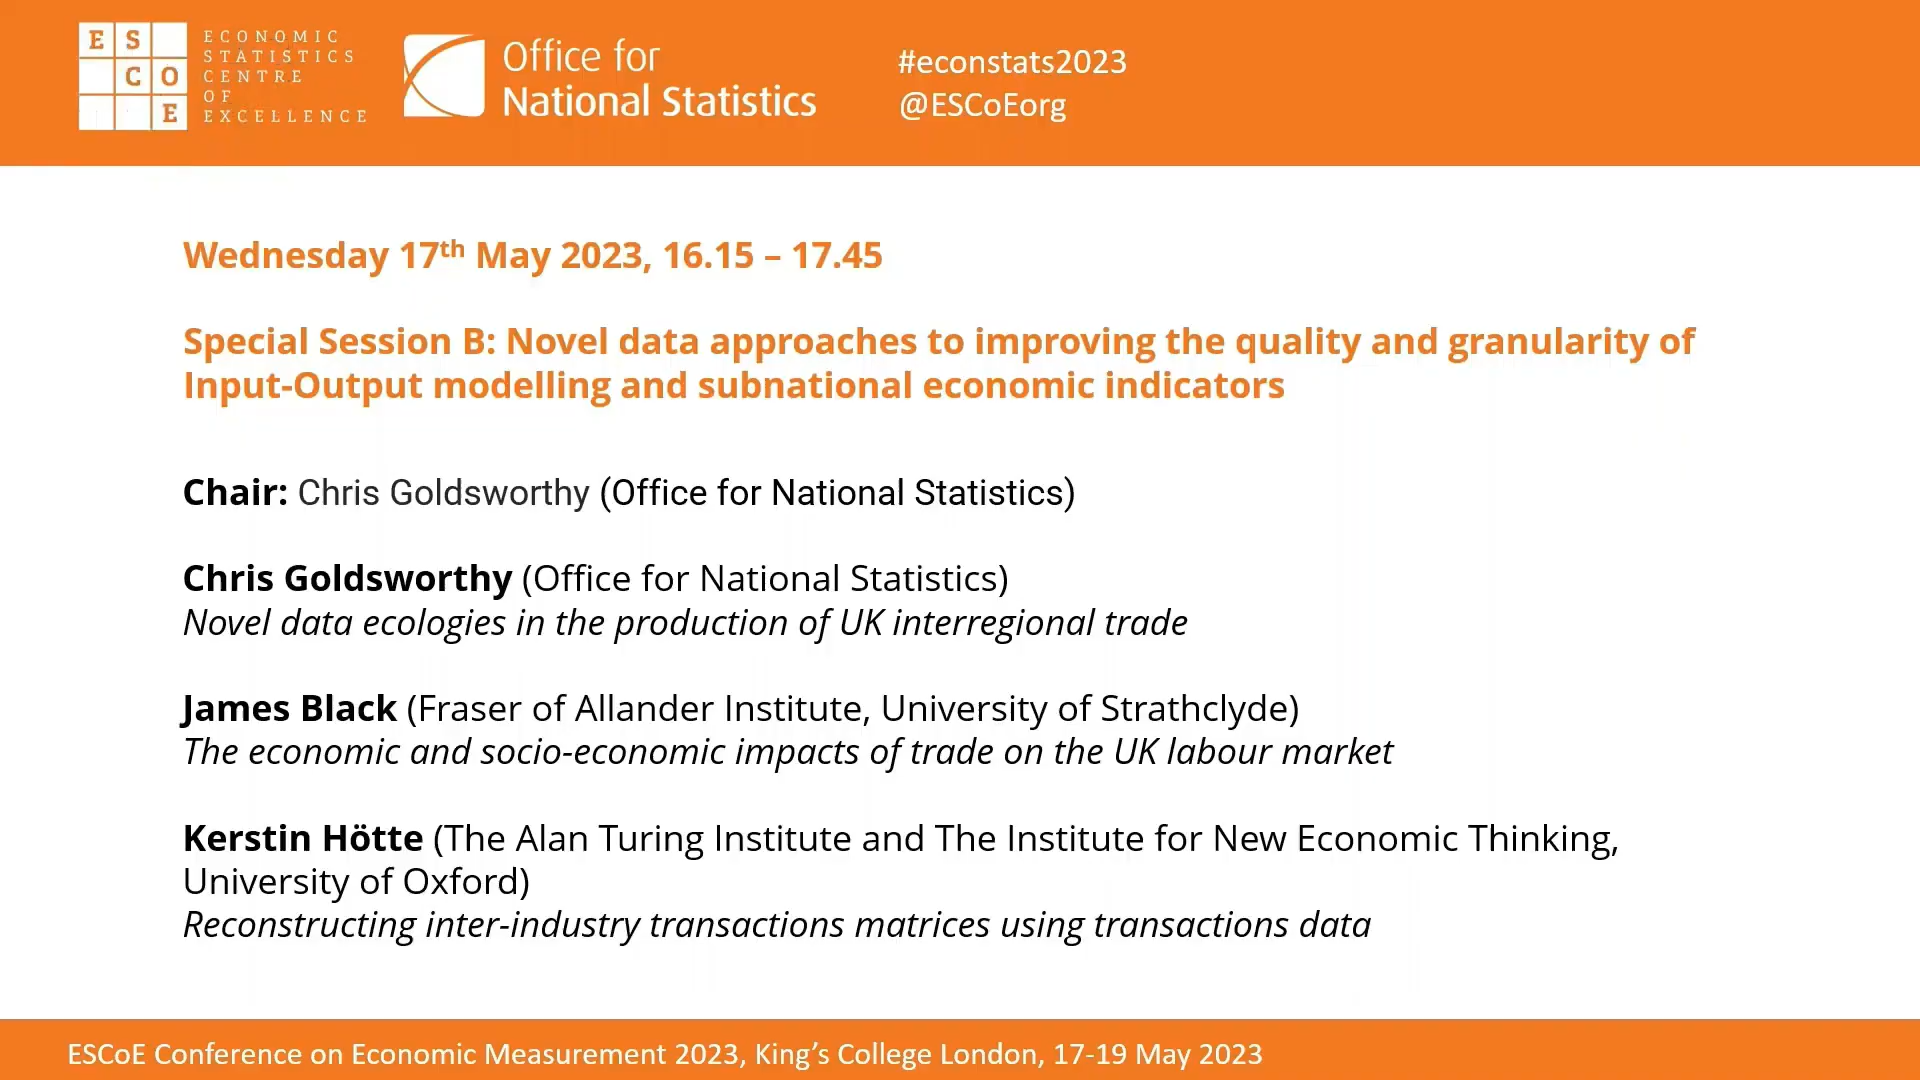 ES
CO
E
ECONOMIC
STATISTICS
CENTRE
OF
EXCELLENCE
Office for
National Statistics
#econstats2023
@ESCoEorg
Wednesday 17th May 2023, 16.15 – 17.45
Special Session B: Novel data approaches to improving the quality and granularity of
Input-Output modelling and subnational economic indicators
Chair: Chris Goldsworthy (Office for National Statistics)
Chris Goldsworthy (Office for National Statistics)
Novel data ecologies in the production of UK interregional trade
James Black (Fraser of Allander Institute, University of Strathclyde)
The economic and socio-economic impacts of trade on the UK labour market
Kerstin Hötte (The Alan Turing Institute and The Institute for New Economic Thinking,
University of Oxford)
Reconstructing inter-industry transactions matrices using transactions data
ESCoE Conference on Economic Measurement 2023, King’s College London, 17-19 May 2023